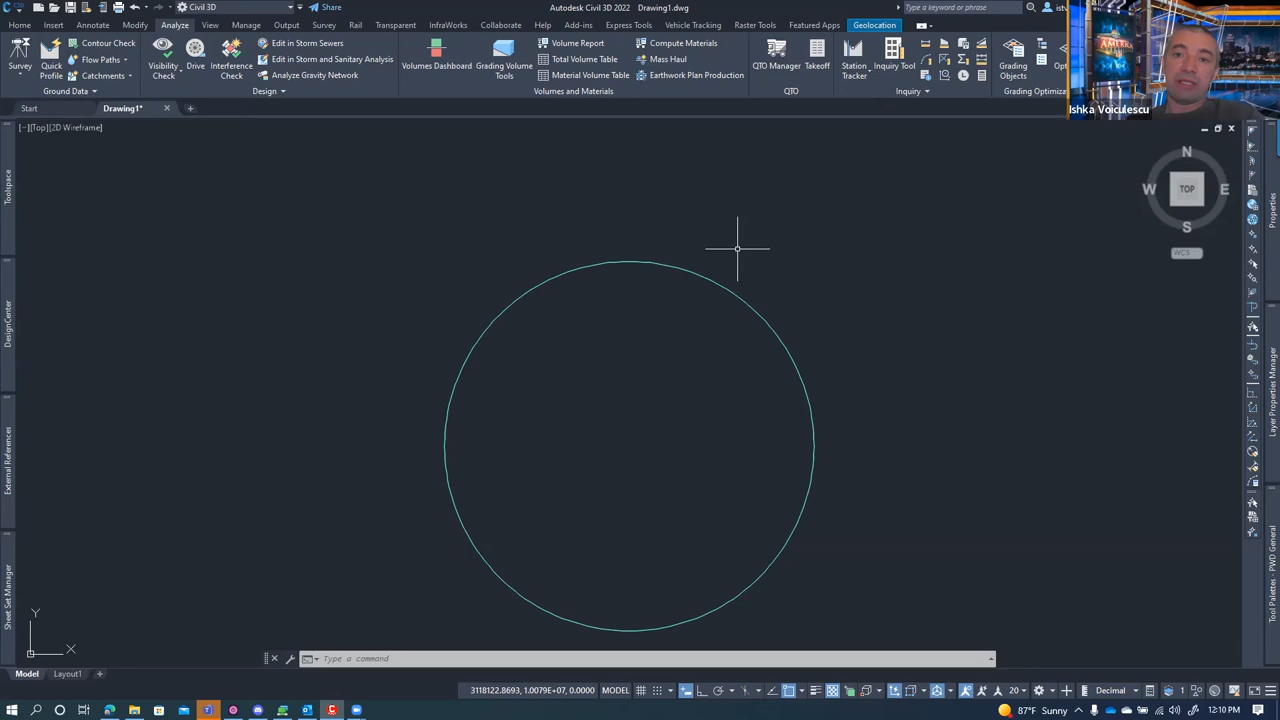 Civil 3D
Share
Autodesk Civil 3D 2022 Drawing1.dwg
Type a keyword or phrase
Home Insert Annotate Modify Analyze View Manage Output Survey Rail Transparent InfraWorks Collaborate Help Add-ins Express Tools Vehicle Tracking Raster Tools Featured Apps Geolocation
Survey
Quick Profile
Contour Check
Flow Paths
Catchments
Ground Data
Visibility Check
Drive
Interference Check
Edit in Storm Sewers
Edit in Storm and Sanitary Analysis
Analyze Gravity Network
Design
Volumes Dashboard
Grading Volume Tools
Volume Report
Total Volume Table
Material Volume Table
Compute Materials
Mass Haul
Earthwork Plan Production
Volumes and Materials
QTO Manager
Takeoff
QTO
Station Tracker
Inquiry Tool
Inquiry
Grading Objects
Grading Optimiz
Ishka Voiculescu
Start
Drawing1*
[−][Top][2D Wireframe]
N
W
TOP
E
S
WCS
Toolspace
DesignCenter
External References
Sheet Set Manager
Properties
Layer Properties Manager
Tool Palettes - PWD General
Y
X
Type a command
Model
Layout1
3118122.8693, 1.0079E+07, 0.0000 MODEL
20
Decimal
1
87°F Sunny
12:10 PM